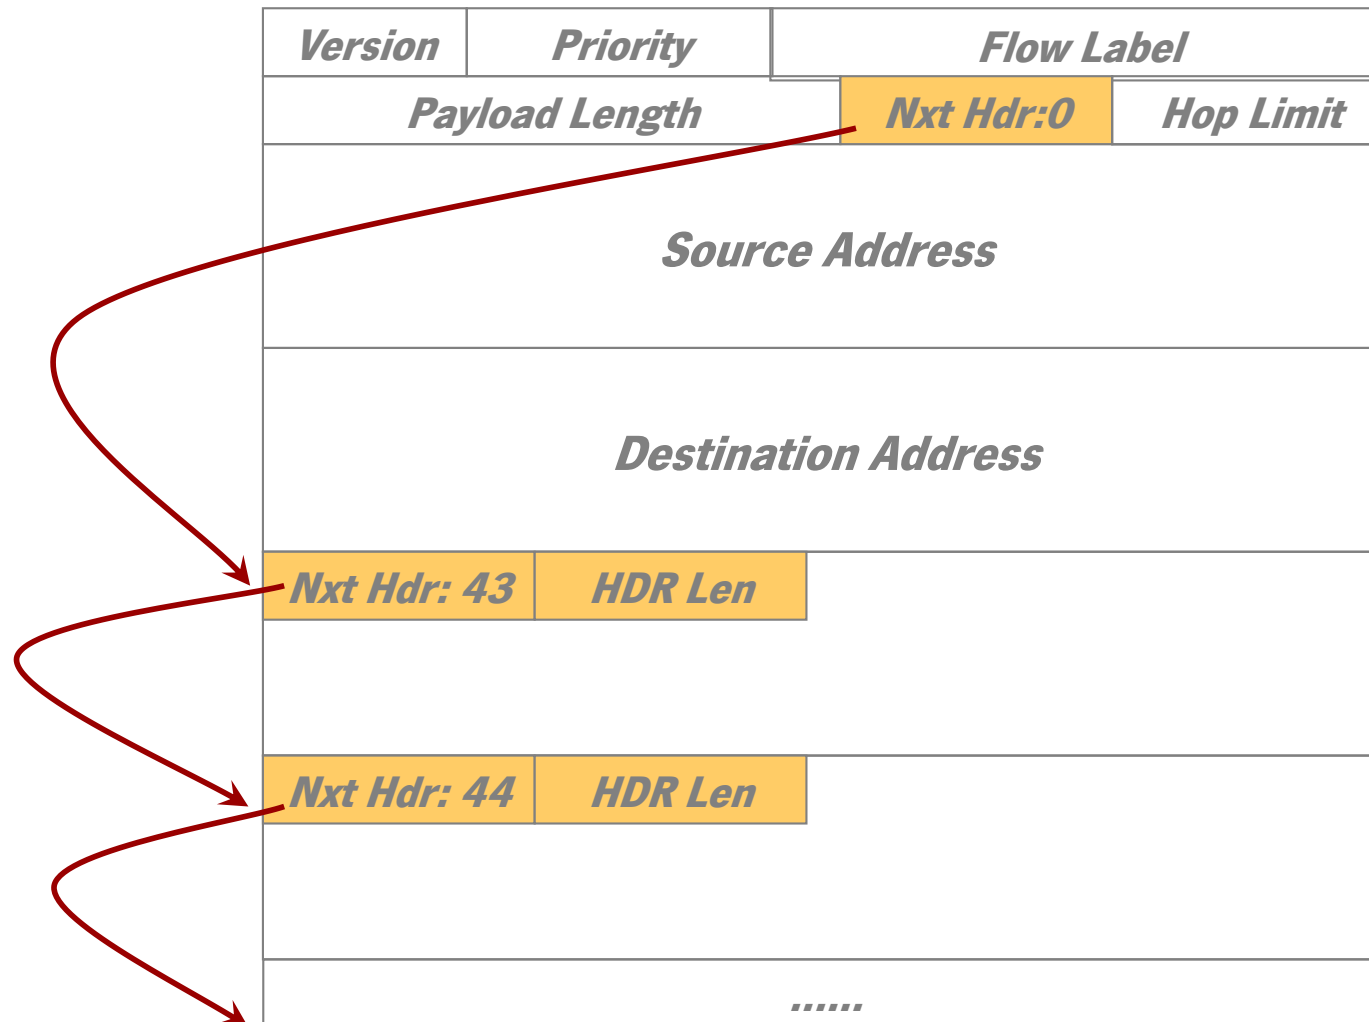 Version Priority Flow Label
Payload Length Nxt Hdr:0 Hop Limit
Source Address
Destination Address
Nxt Hdr: 43 HDR Len
Nxt Hdr: 44 HDR Len
......